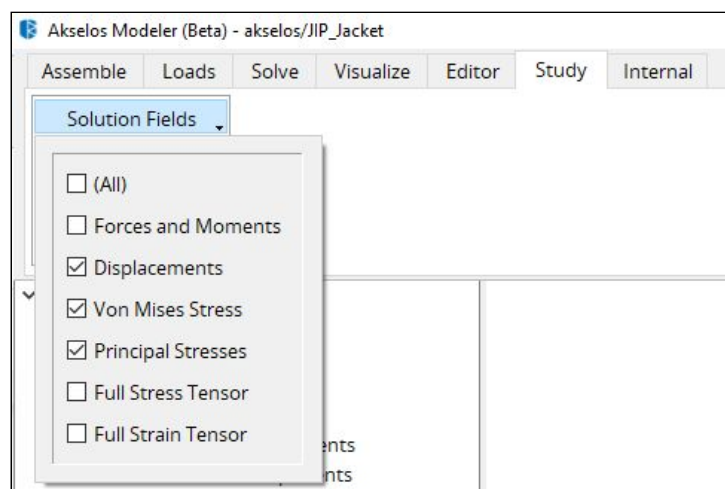 Akselos Modeler (Beta) - akselos/JIP_Jacket
Assemble Loads Solve Visualize Editor Study Internal
Solution Fields
(All)
Forces and Moments
Displacements
Von Mises Stress
Principal Stresses
Full Stress Tensor
Full Strain Tensor